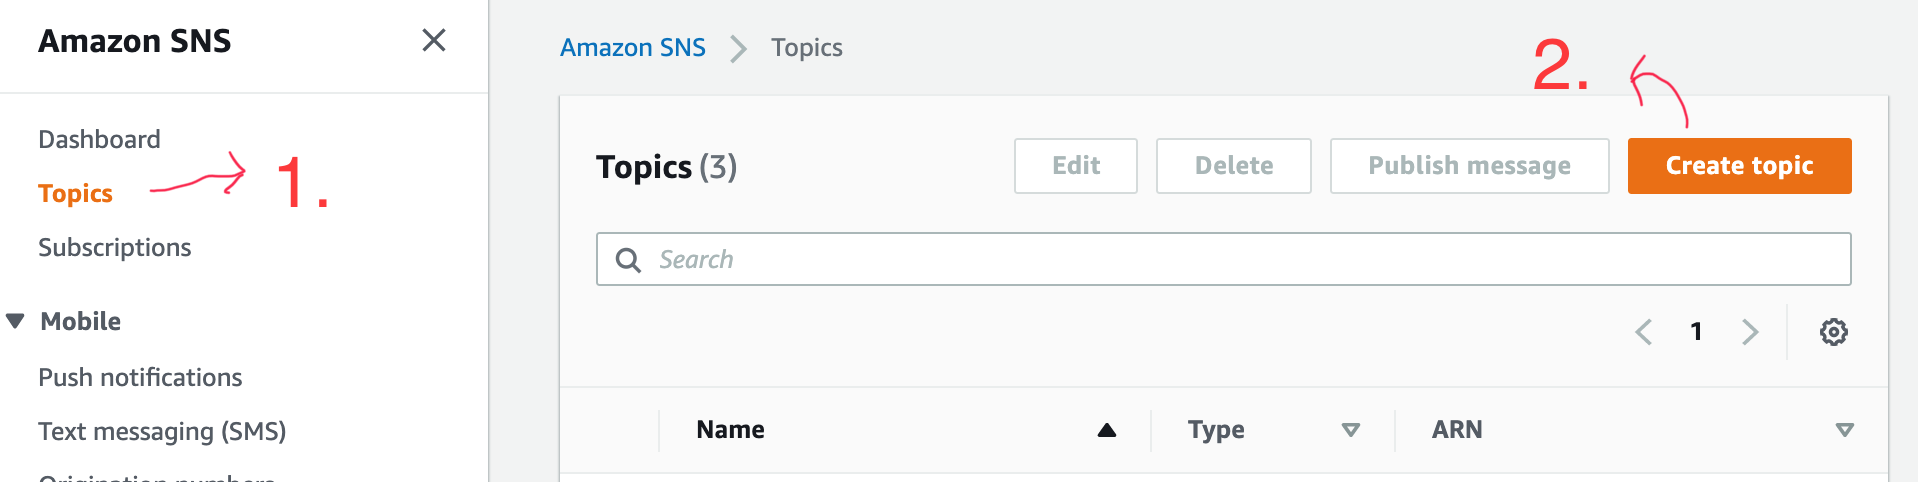 Amazon SNS
Dashboard
Topics
1.
Subscriptions
Mobile
Push notifications
Text messaging (SMS)
Amazon SNS > Topics
2.
Topics (3)
Edit
Delete
Publish message
Create topic
Search
1
Name
Type
ARN